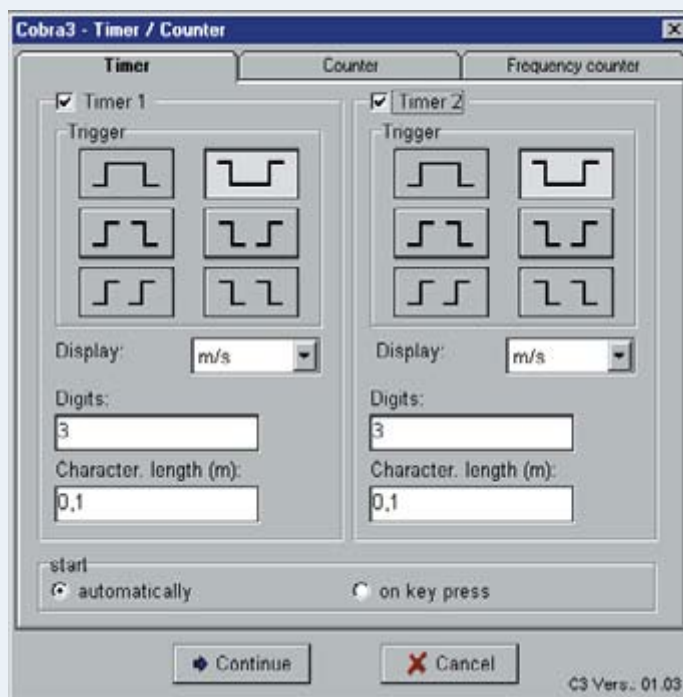 Cobra3 - Timer / Counter
Timer Counter Frequency counter
Timer 1
Trigger
Display: m/s
Digits:
3
Character. length (m):
0,1
Timer 2
Trigger
Display: m/s
Digits:
3
Character. length (m):
0,1
start
automatically on key press
Continue Cancel
C3 Vers.: 01.03